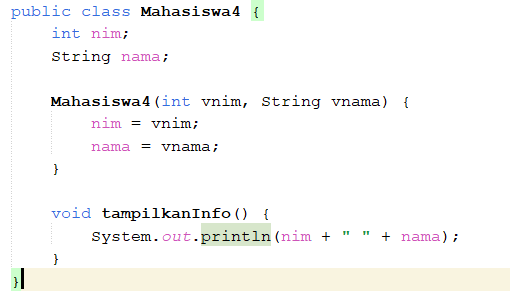 public class Mahasiswa4 {
    int nim;
    String nama;

    Mahasiswa4(int vnim, String vnama) {
        nim = vnim;
        nama = vnama;
    }

    void tampilkanInfo() {
        System.out.println(nim + " " + nama);
    }
}